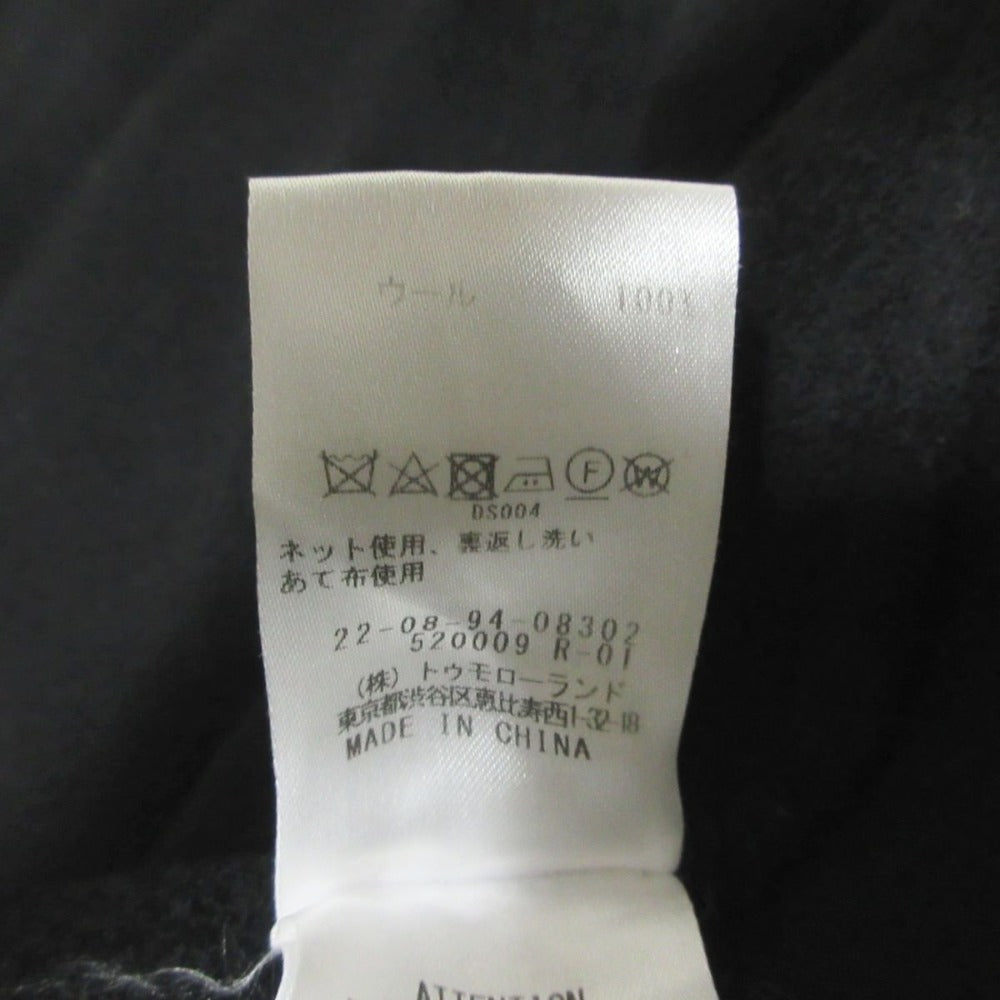 ウール 100%
F W
DS004
ネット使用、裏返し洗い
あて布使用
22-08-94-08302
520009 R-01
(株)トゥモローランド
東京都渋谷区恵比寿西1-32-18
MADE IN CHINA
ATTENTION